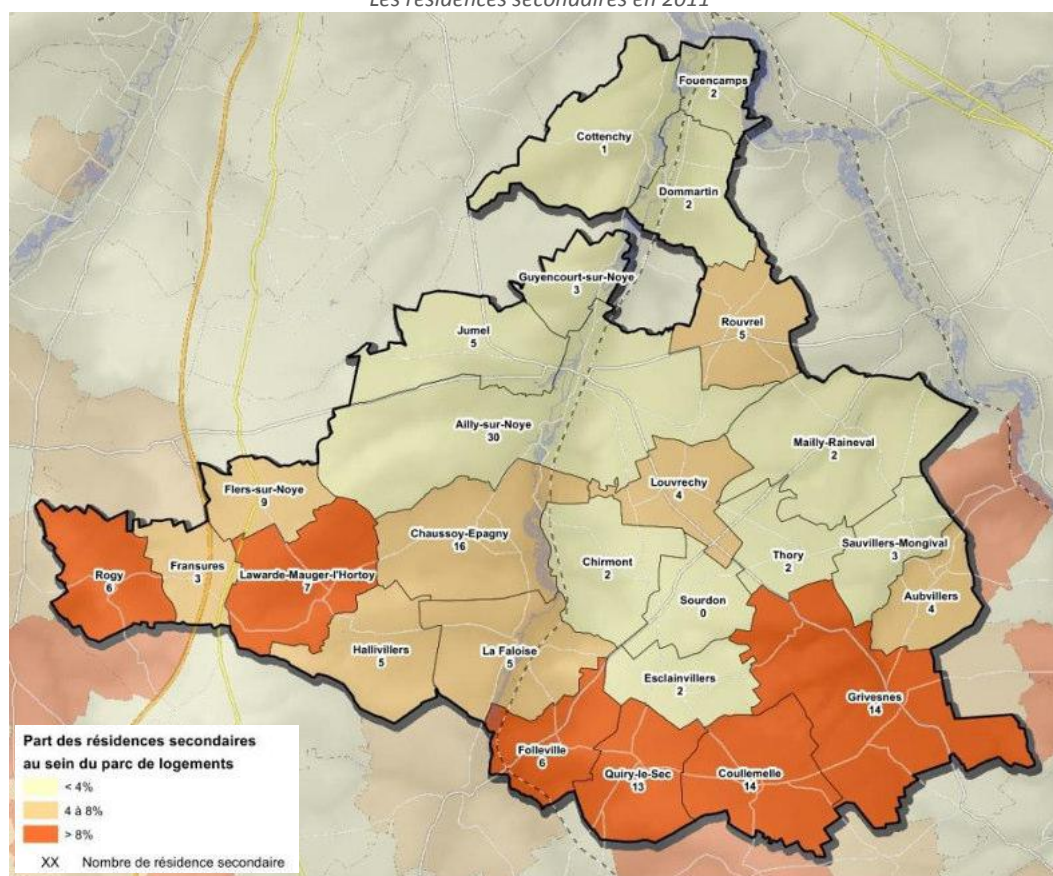 Les résidences secondaires en 2011
Fouencamps
2
Cottenchy
1
Dommartin
2
Guyencourt-sur-Noye
3
Rouvrel
5
Jumel
5
Ailly-sur-Noye
30
Mailly-Raineval
2
Louvrechy
4
Flers-sur-Noye
9
Chaussoy-Epagny
16
Sauvillers-Mongival
3
Thory
2
Chirmont
2
Fransures
3
Rogy
6
Lawarde-Mauger-l'Hortoy
7
Aubvillers
4
Sourdon
0
Hallivillers
5
La Faloise
5
Esclainvillers
2
Grivesnes
14
Folleville
6
Quiry-le-Sec
13
Coullemelle
14
Part des résidences secondaires
au sein du parc de logements
< 4%
4 à 8%
> 8%
XX Nombre de résidence secondaire